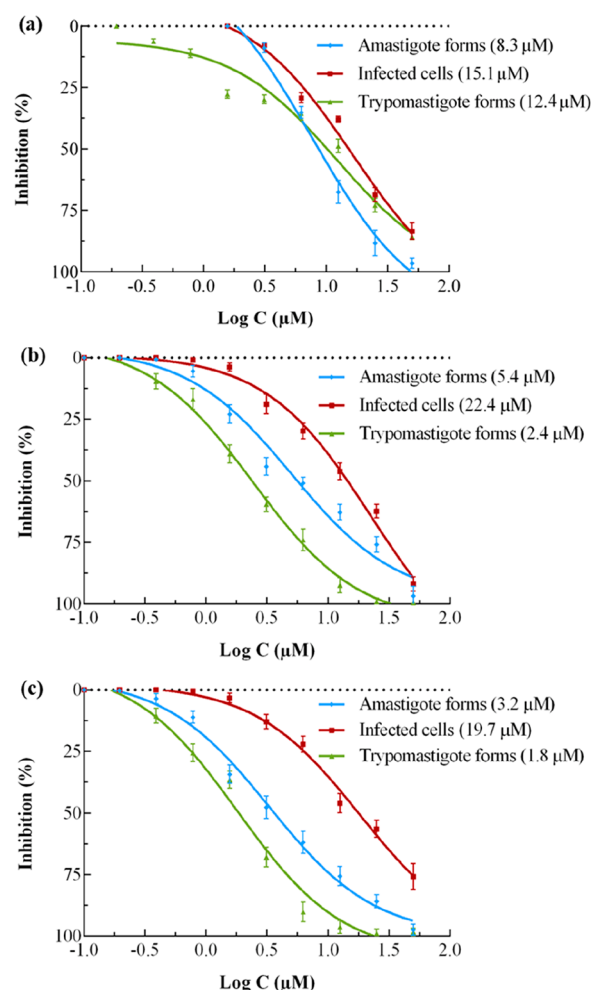 (a)
0
25
50
75
100
Inhibition (%)
-1.0
-0.5
0.0
0.5
1.0
1.5
2.0
Log C (μM)
Amastigote forms (8.3 μM)
Infected cells (15.1 μM)
Trypomastigote forms (12.4 μM)
(b)
0
25
50
75
100
Inhibition (%)
-1.0
-0.5
0.0
0.5
1.0
1.5
2.0
Log C (μM)
Amastigote forms (5.4 μM)
Infected cells (22.4 μM)
Trypomastigote forms (2.4 μM)
(c)
0
25
50
75
100
Inhibition (%)
-1.0
-0.5
0.0
0.5
1.0
1.5
2.0
Log C (μM)
Amastigote forms (3.2 μM)
Infected cells (19.7 μM)
Trypomastigote forms (1.8 μM)